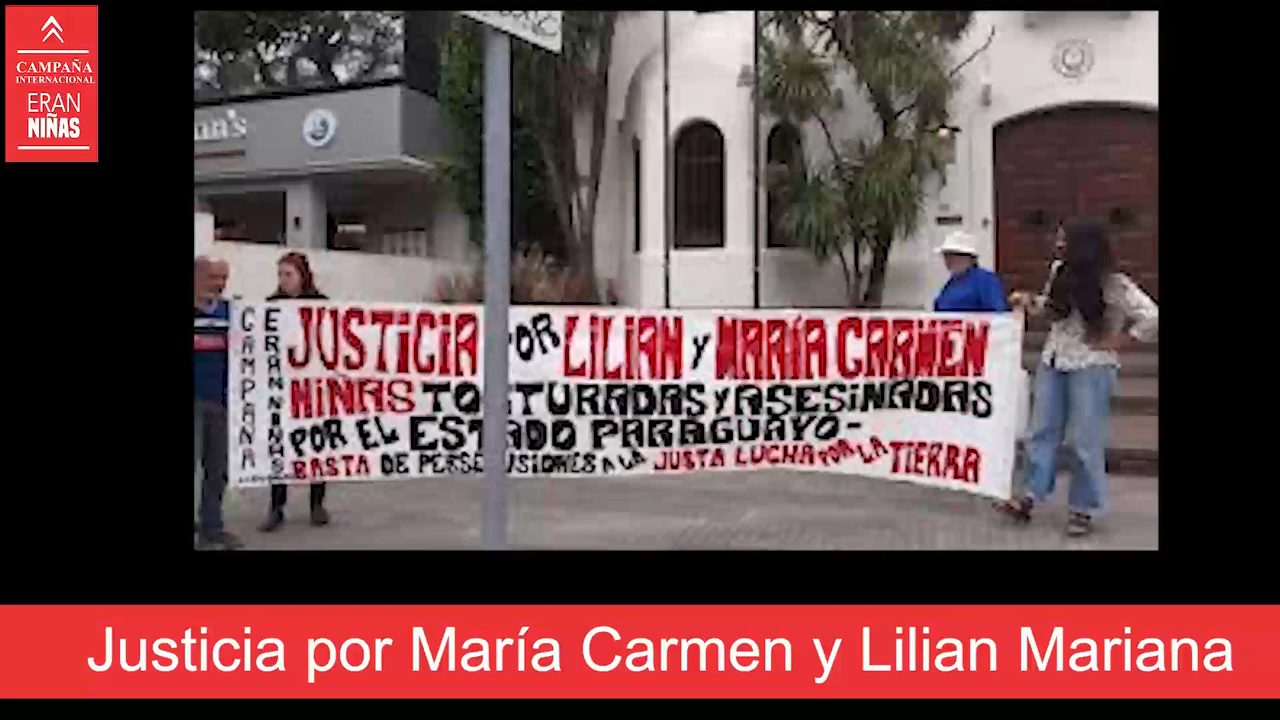 CAMPAÑA
INTERNACIONAL
ERAN
NIÑAS
CAMPAÑA
ERAN NIÑAS
JUSTiCiA POR LiLiAN Y MARÍA CARMEN
NiÑAS TORTURADAS Y ASESiNADAS
POR EL ESTADO PARAGUAYO-
BASTA DE PERSECUSIONES A LA JUSTA LUCHA POR LA TiERRA
Justicia por María Carmen y Lilian Mariana